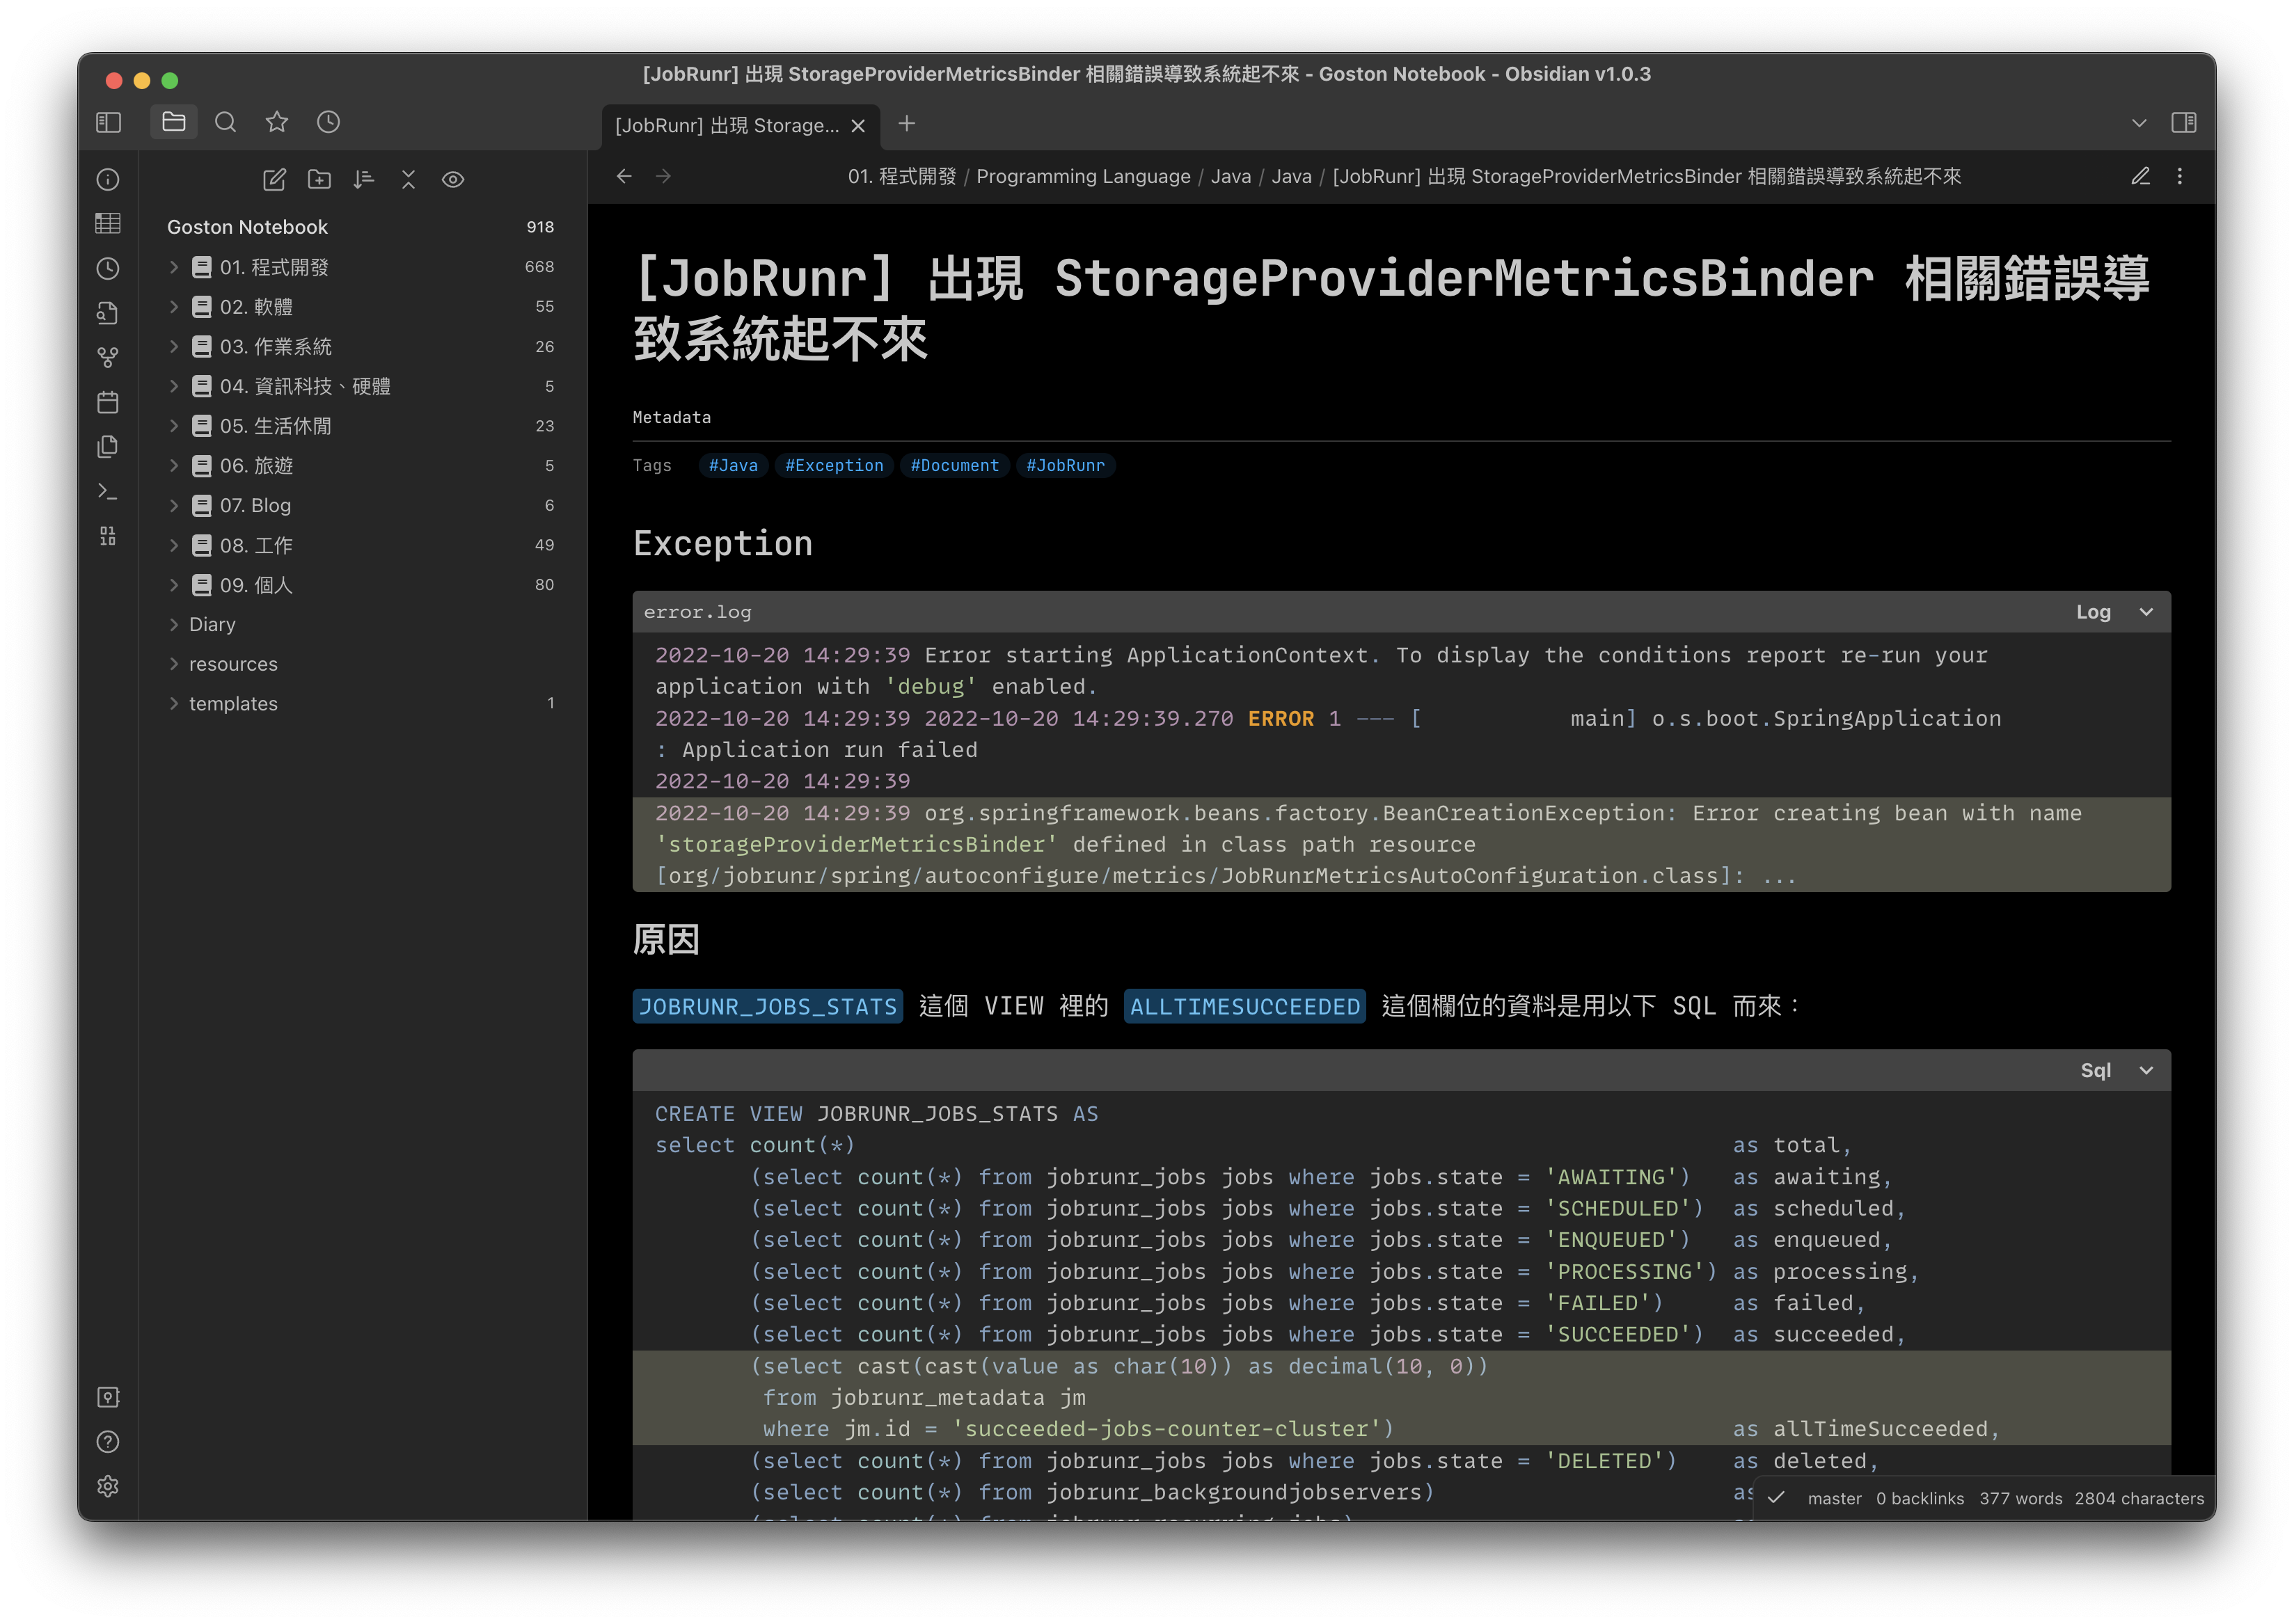 [JobRunr] 出現 StorageProviderMetricsBinder 相關錯誤導致系統起不來 - Goston Notebook - Obsidian v1.0.3
[JobRunr] 出現 Storage...
01. 程式開發 / Programming Language / Java / Java / [JobRunr] 出現 StorageProviderMetricsBinder 相關錯誤導致系統起不來
Goston Notebook 918
01. 程式開發 668
02. 軟體 55
03. 作業系統 26
04. 資訊科技、硬體 5
05. 生活休閒 23
06. 旅遊 5
07. Blog 6
08. 工作 49
09. 個人 80
Diary
resources
templates 1
[JobRunr] 出現 StorageProviderMetricsBinder 相關錯誤導
致系統起不來
Metadata
Tags #Java #Exception #Document #JobRunr
Exception
error.log Log
2022-10-20 14:29:39 Error starting ApplicationContext. To display the conditions report re-run your
application with 'debug' enabled.
2022-10-20 14:29:39 2022-10-20 14:29:39.270 ERROR 1 --- [           main] o.s.boot.SpringApplication
: Application run failed
2022-10-20 14:29:39
2022-10-20 14:29:39 org.springframework.beans.factory.BeanCreationException: Error creating bean with name
'storageProviderMetricsBinder' defined in class path resource
[org/jobrunr/spring/autoconfigure/metrics/JobRunrMetricsAutoConfiguration.class]: ...
原因
JOBRUNR_JOBS_STATS 這個 VIEW 裡的 ALLTIMESUCCEEDED 這個欄位的資料是用以下 SQL 而來：
Sql
CREATE VIEW JOBRUNR_JOBS_STATS AS
select count(*) as total,
(select count(*) from jobrunr_jobs jobs where jobs.state = 'AWAITING') as awaiting,
(select count(*) from jobrunr_jobs jobs where jobs.state = 'SCHEDULED') as scheduled,
(select count(*) from jobrunr_jobs jobs where jobs.state = 'ENQUEUED') as enqueued,
(select count(*) from jobrunr_jobs jobs where jobs.state = 'PROCESSING') as processing,
(select count(*) from jobrunr_jobs jobs where jobs.state = 'FAILED') as failed,
(select count(*) from jobrunr_jobs jobs where jobs.state = 'SUCCEEDED') as succeeded,
(select cast(cast(value as char(10)) as decimal(10, 0))
from jobrunr_metadata jm
where jm.id = 'succeeded-jobs-counter-cluster') as allTimeSucceeded,
(select count(*) from jobrunr_jobs jobs where jobs.state = 'DELETED') as deleted,
(select count(*) from jobrunr_backgroundjobservers)
master 0 backlinks 377 words 2804 characters